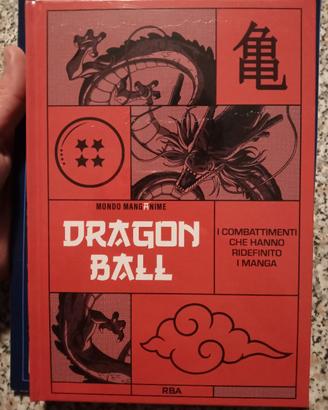 亀
MONDO MANGANIME
DRAGON
BALL
I COMBATTIMENTI
CHE HANNO
RIDEFINITO
I MANGA
RBA